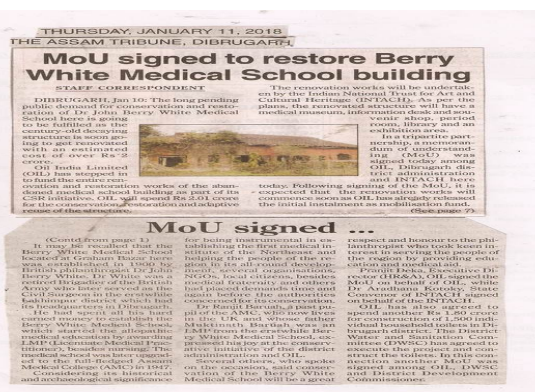 THURSDAY, JANUARY 11, 2018
THE ASSAM TRIBUNE, DIBRUGARH,
MoU signed to restore Berry
White Medical School building
STAFF CORRESPONDENT
DIBRUGARH, Jan 10: The long pending
public demand for conservation and resto-
ration of Dr John Berry White Medical
School here is going
to be fulfilled as the
century-old decaying
structure is soon going
to get renovated
with an estimated
cost of over Rs 2
crore.
Oil India Limited
(OIL) has stepped in
to fund the entire ren-
ovation and restoration works of the aban-
doned medical school building as part of its
CSR initiative. OIL will spend Rs 2.01 crore
for the conservation, restoration and adaptive
reuse of the structure.
The renovation works will be undertak-
en by the Indian National Trust for Art and
Cultural Heritage (INTACH). As per the
plans, the renovated structure will have a
medical museum, information desk and sou-
venir shop, period
room, library and an
exhibition area.
In a tripartite part-
nership, a memoran-
dum of understand-
ing (MoU) was
signed today among
OIL, Dibrugarh dis-
trict administration
and INTACH here
today. Following signing of the MoU, it is
expected that the renovation works will
commence soon as OIL has already released
the initial instalment as mobilisation fund.
(See page 7)
MoU signed ...
(Contd from page 1)
It may be recalled that the
Berry White Medical School
located at Graham Bazar here
was established in 1900 by
British philanthropist Dr John
Berry White. Dr White was a
retired Brigadier of the British
Army who later served as the
Civil Surgeon in the erstwhile
Lakhimpur district which had
its headquarters at Dibrugarh.
He had spent all his hard
earned money to establish the
Berry White Medical School,
which started the allopathic
medical education by awarding
LMP (Licentiate Medical Prac-
titioner). Besides renovation, the
medical school was later upgrad-
ed to the full-fledged Assam
Medical College (AMC) in 1947.
Considering its historical
and archaeological significance
for being instrumental in es-
tablishing the first medical in-
stitute of the Northeast and
helping the people of the re-
gion in its all-round develop-
ment, several organisations,
NGOs, local citizens, besides
medical fraternity and others
had placed demands time and
again before the authorities
concerned for its conservation.
Dr Dinabandhu Buruah, a stu-
pil of the AMC, who now lives
in the UK and whose father
Muktinath Buruah was an
LMP from the erstwhile Ber-
ry White Medical School, ex-
pressed his joy at the conserv-
ative initiative of the district
administration and OIL.
Several others, who spoke
on the occasion, said conser-
vation of the Berry White
Medical School will be a great
respect and honour to the phi-
lanthropist who took keen in-
terest in serving the people of
the region by providing edu-
cation and medical aid.
Pranjit Deka, Executive Di-
rector (HR&A), OIL signed the
MoU on behalf of OIL, while
Dr Aradhana Kotoky, State
Convenor of INTACH signed
on behalf of the INTACH.
OIL has also agreed to
spend another Rs 1.80 crore
for construction of 1,500 indi-
vidual household toilets in Di-
brugarh district. The District
Water and Sanitation Com-
mittee (DWSC) has agreed to
execute the project and con-
struct the toilets. In this con-
nection another MoU was
signed among OIL, DWSC
and District Development
Commissioner.